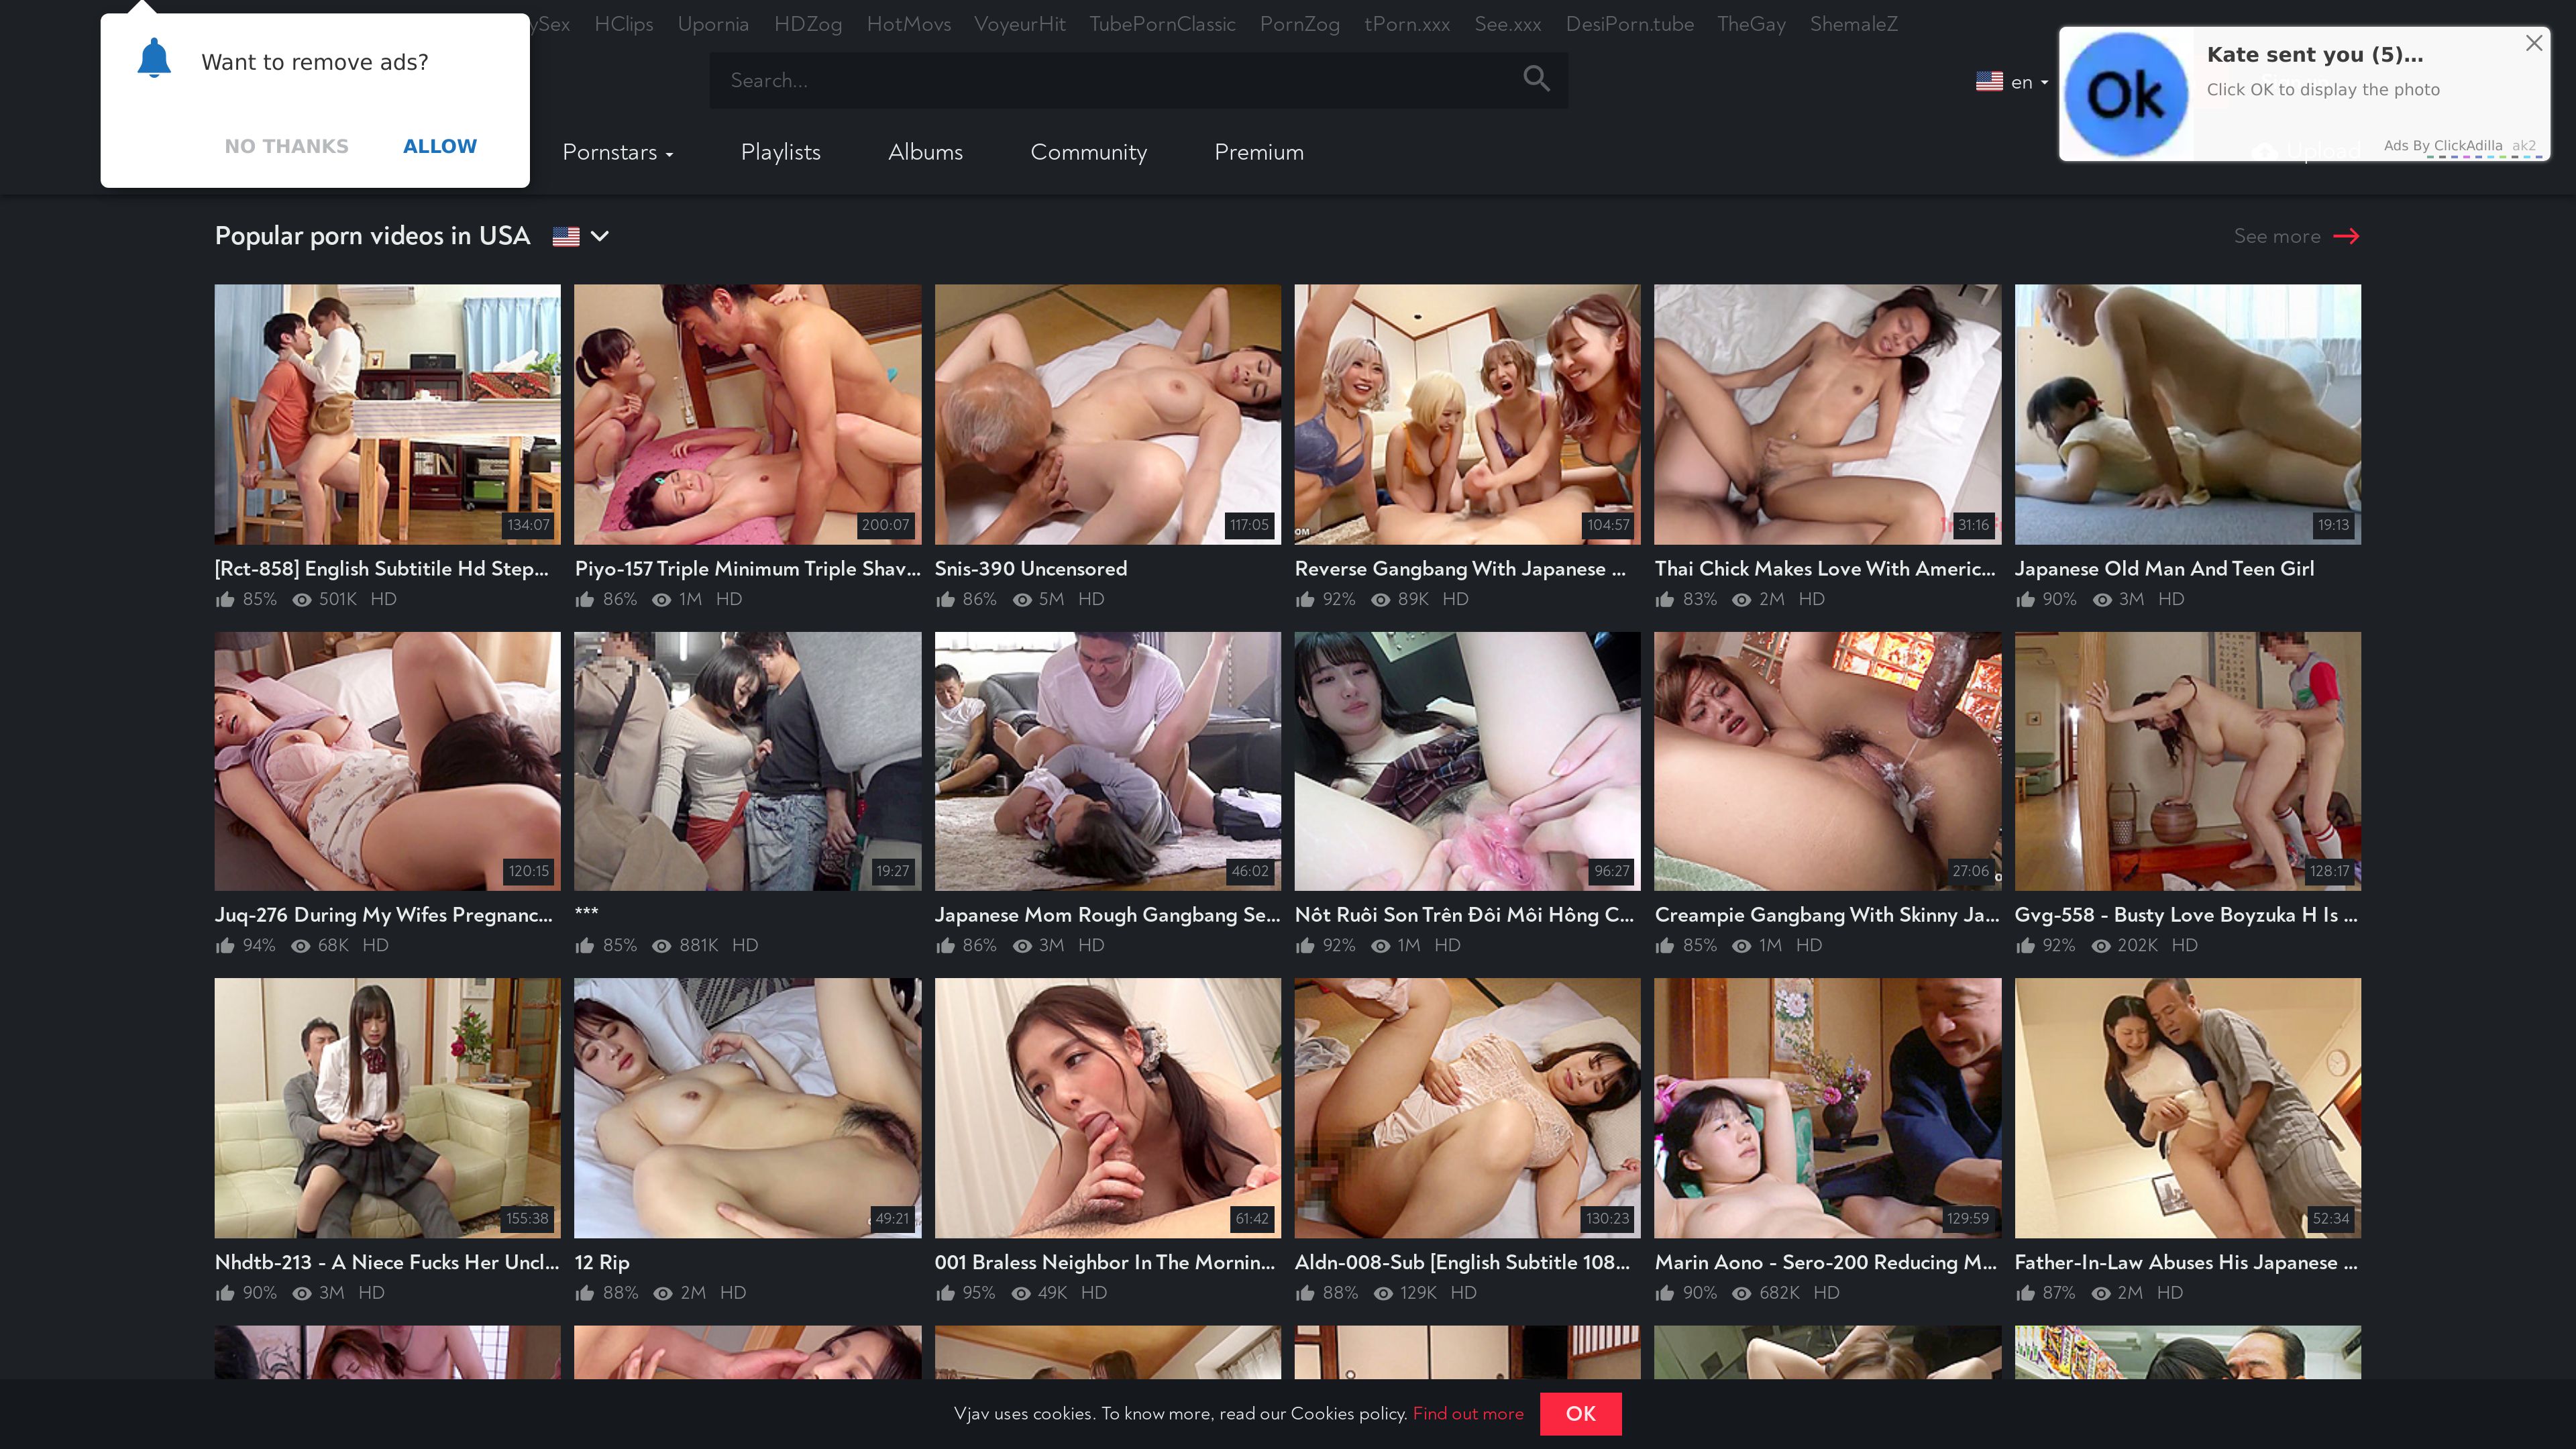 ySex HClips Upornia HDZog HotMovs VoyeurHit TubePornClassic PornZog tPorn.xxx See.xxx DesiPorn.tube TheGay ShemaleZ
Want to remove ads?
NO THANKS ALLOW
Search...
en
Kate sent you (5)...
Click OK to display the photo
Ok
Ads By ClickAdilla ak2
Pornstars Playlists Albums Community Premium Upload
Popular porn videos in USA
See more
134:07 200:07 117:05 104:57 31:16 19:13
[Rct-858] English Subtitile Hd Step... Piyo-157 Triple Minimum Triple Shav... Snis-390 Uncensored Reverse Gangbang With Japanese ... Thai Chick Makes Love With Americ... Japanese Old Man And Teen Girl
85% 501K HD 86% 1M HD 86% 5M HD 92% 89K HD 83% 2M HD 90% 3M HD
120:15 19:27 46:02 96:27 27:06 128:17
Juq-276 During My Wifes Pregnanc... *** Japanese Mom Rough Gangbang Se... Nôt Ruôi Son Trên Đôi Môi Hông C... Creampie Gangbang With Skinny Ja... Gvg-558 - Busty Love Boyzuka H Is ...
94% 68K HD 85% 881K HD 86% 3M HD 92% 1M HD 85% 1M HD 92% 202K HD
155:38 49:21 61:42 130:23 129:59 52:34
Nhdtb-213 - A Niece Fucks Her Uncl... 12 Rip 001 Braless Neighbor In The Mornin... Aldn-008-Sub [English Subtitle 108... Marin Aono - Sero-200 Reducing M... Father-In-Law Abuses His Japanese ...
90% 3M HD 88% 2M HD 95% 49K HD 88% 129K HD 90% 682K HD 87% 2M HD
Vjav uses cookies. To know more, read our Cookies policy. Find out more OK